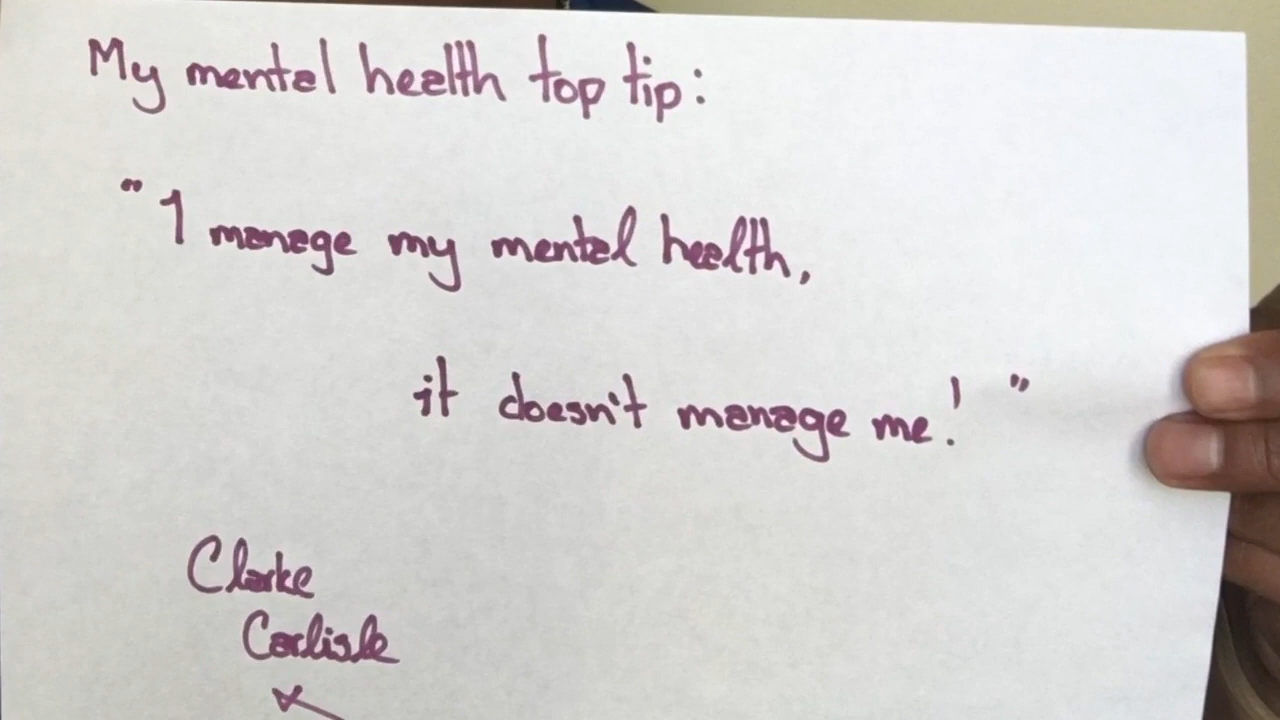 My mental health top tip:
"I manage my mental health,
it doesn't manage me!"
Clarke
Carlisle